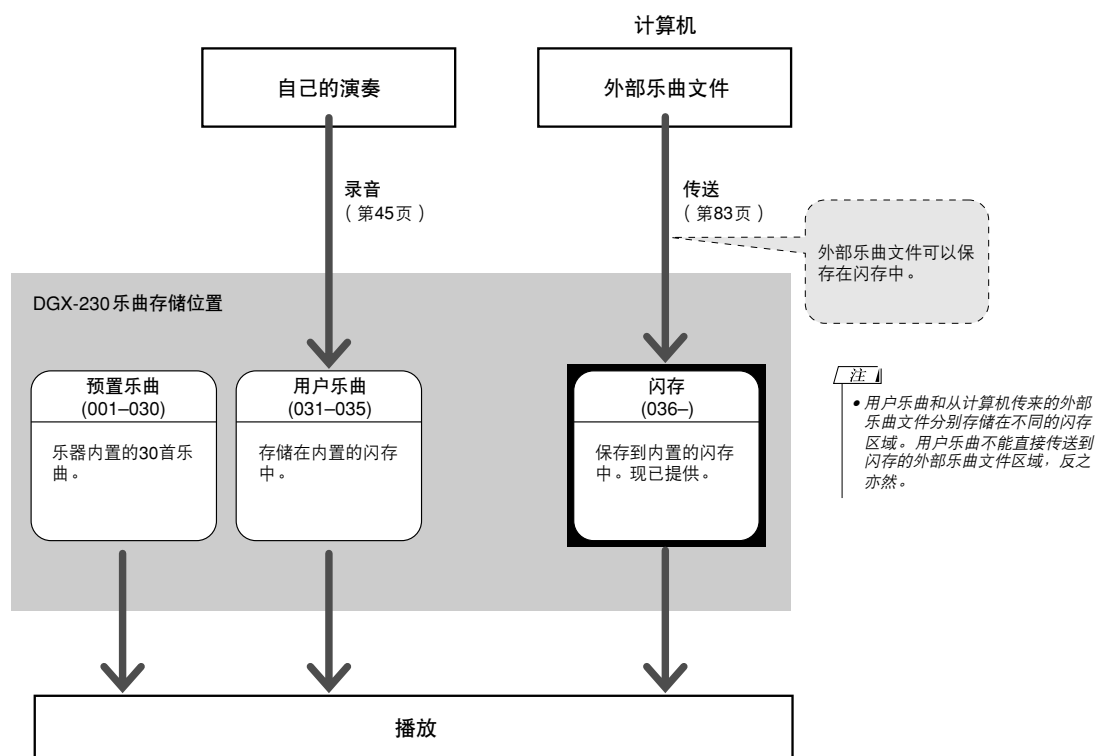 计算机
自己的演奏
外部乐曲文件
录音
（第45页）
传送
（第83页）
外部乐曲文件可以保
存在闪存中。
DGX-230乐曲存储位置
预置乐曲
(001–030)
乐器内置的30首乐
曲。
用户乐曲
(031–035)
存储在内置的闪存
中。
闪存
(036–)
保存到内置的闪存
中。现已提供。
注
• 用户乐曲和从计算机传来的外部
乐曲文件分别存储在不同的闪存
区域。用户乐曲不能直接传送到
闪存的外部乐曲文件区域，反之
亦然。
播放